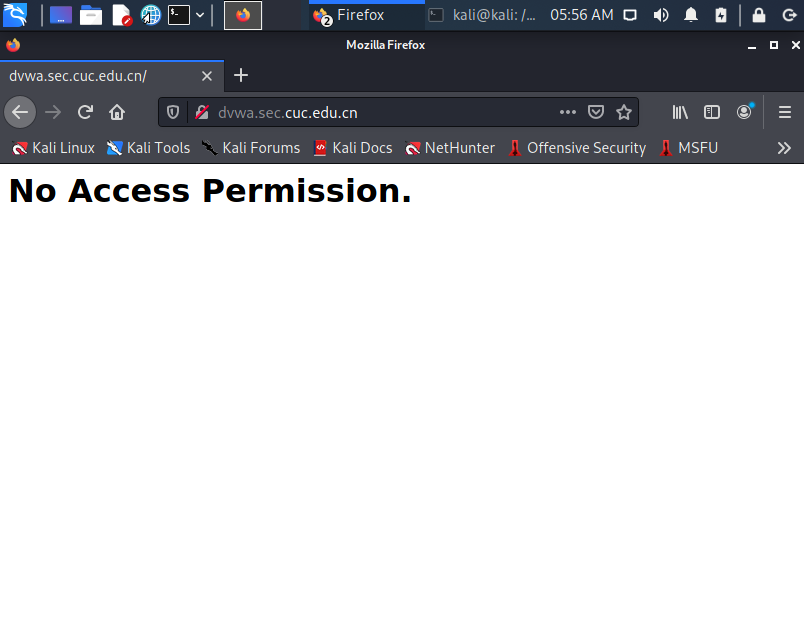 Firefox
kali@kali: /...
05:56 AM
Mozilla Firefox
dvwa.sec.cuc.edu.cn/
dvwa.sec.cuc.edu.cn
Kali Linux
Kali Tools
Kali Forums
Kali Docs
NetHunter
Offensive Security
MSFU
No Access Permission.